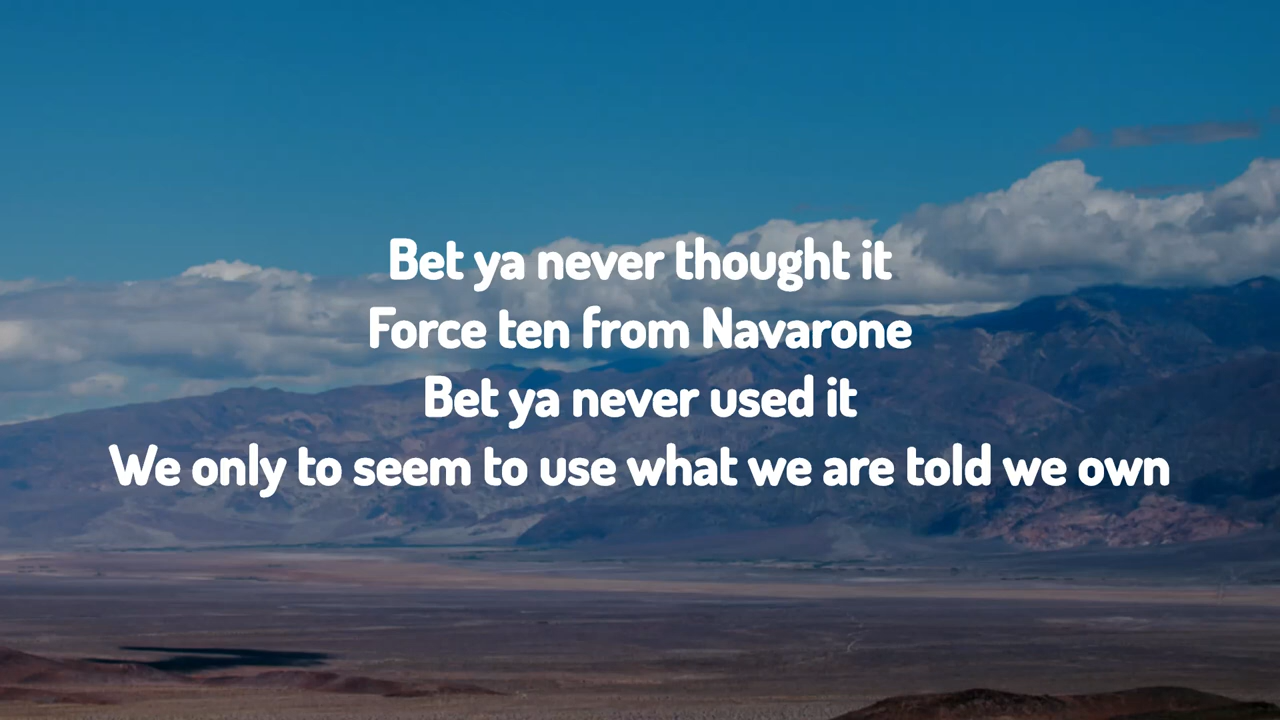 Bet ya never thought it
Force ten from Navarone
Bet ya never used it
We only to seem to use what we are told we own